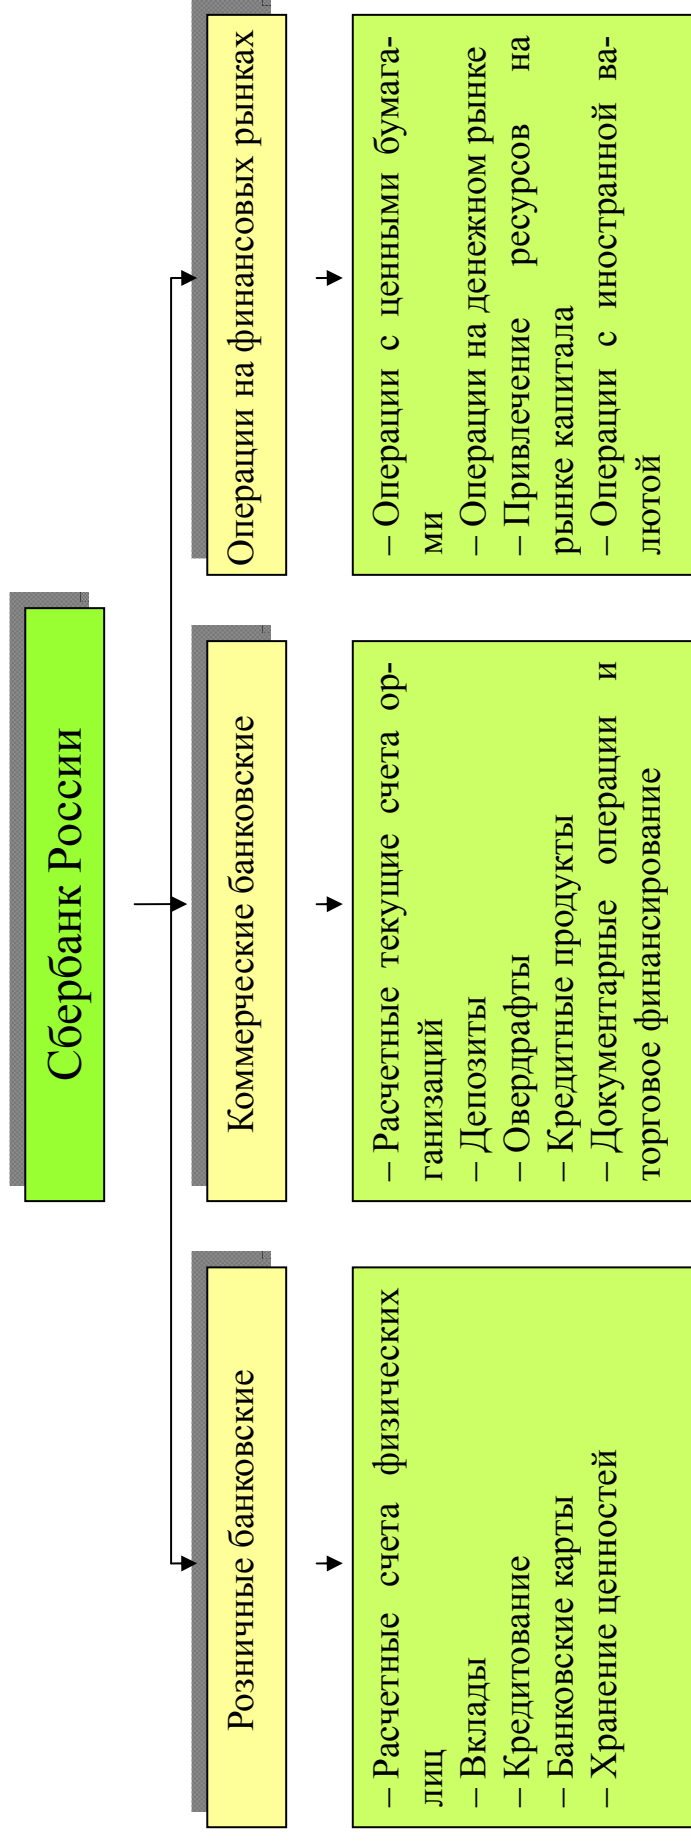 Сбербанк России
Розничные банковские
Коммерческие банковские
Операции на финансовых рынках
– Расчетные счета физических
лиц
– Вклады
– Кредитование
– Банковские карты
– Хранение ценностей
– Расчетные текущие счета ор-
ганизаций
– Депозиты
– Овердрафты
– Кредитные продукты
– Документарные операции и
торговое финансирование
– Операции с ценными бумага-
ми
– Операции на денежном рынке
– Привлечение ресурсов на
рынке капитала
– Операции с иностранной ва-
лютой